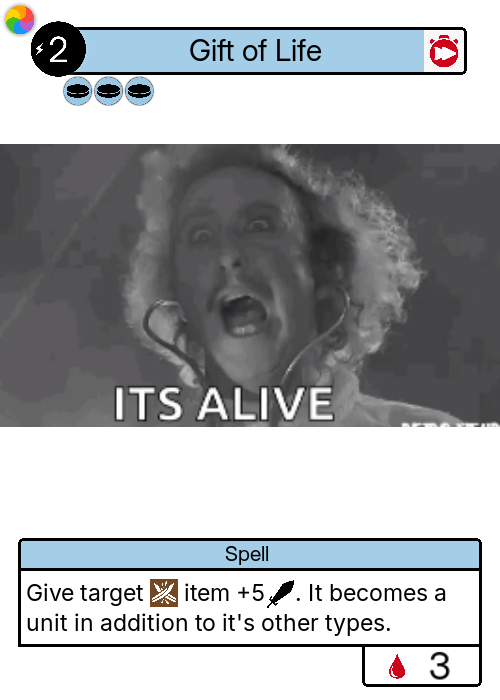 2
Gift of Life
ITS ALIVE
Spell
Give target item +5. It becomes a
unit in addition to it's other types.
3